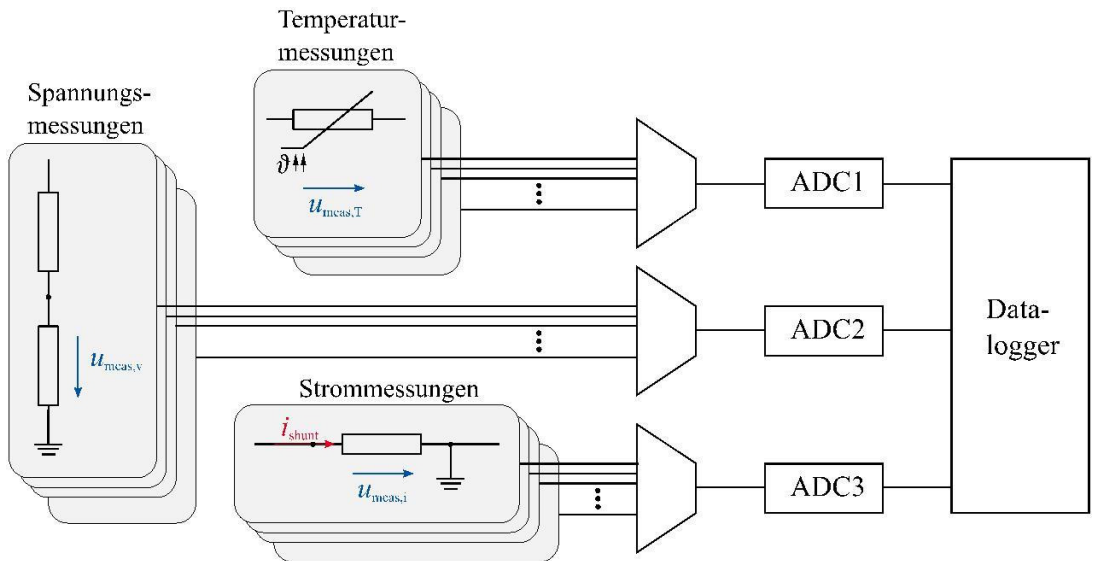 Temperatur-
messungen
Spannungs-
messungen
ϑ
u_meas,T
ADC1
u_meas,v
ADC2
Data-
logger
Strommessungen
i_shunt
u_meas,i
ADC3